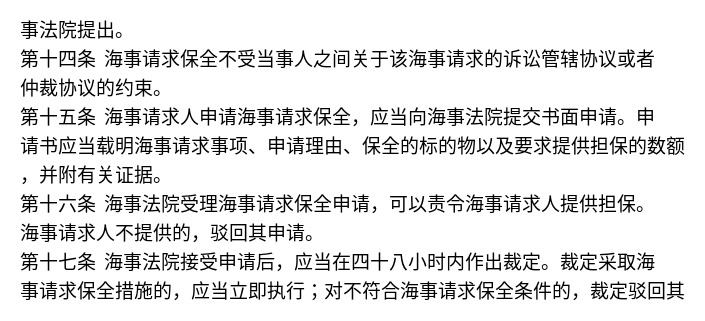 事法院提出。
第十四条 海事请求保全不受当事人之间关于该海事请求的诉讼管辖协议或者
仲裁协议的约束。
第十五条 海事请求人申请海事请求保全，应当向海事法院提交书面申请。申
请书应当载明海事请求事项、申请理由、保全的标的物以及要求提供担保的数额
，并附有关证据。
第十六条 海事法院受理海事请求保全申请，可以责令海事请求人提供担保。
海事请求人不提供的，驳回其申请。
第十七条 海事法院接受申请后，应当在四十八小时内作出裁定。裁定采取海
事请求保全措施的，应当立即执行；对不符合海事请求保全条件的，裁定驳回其